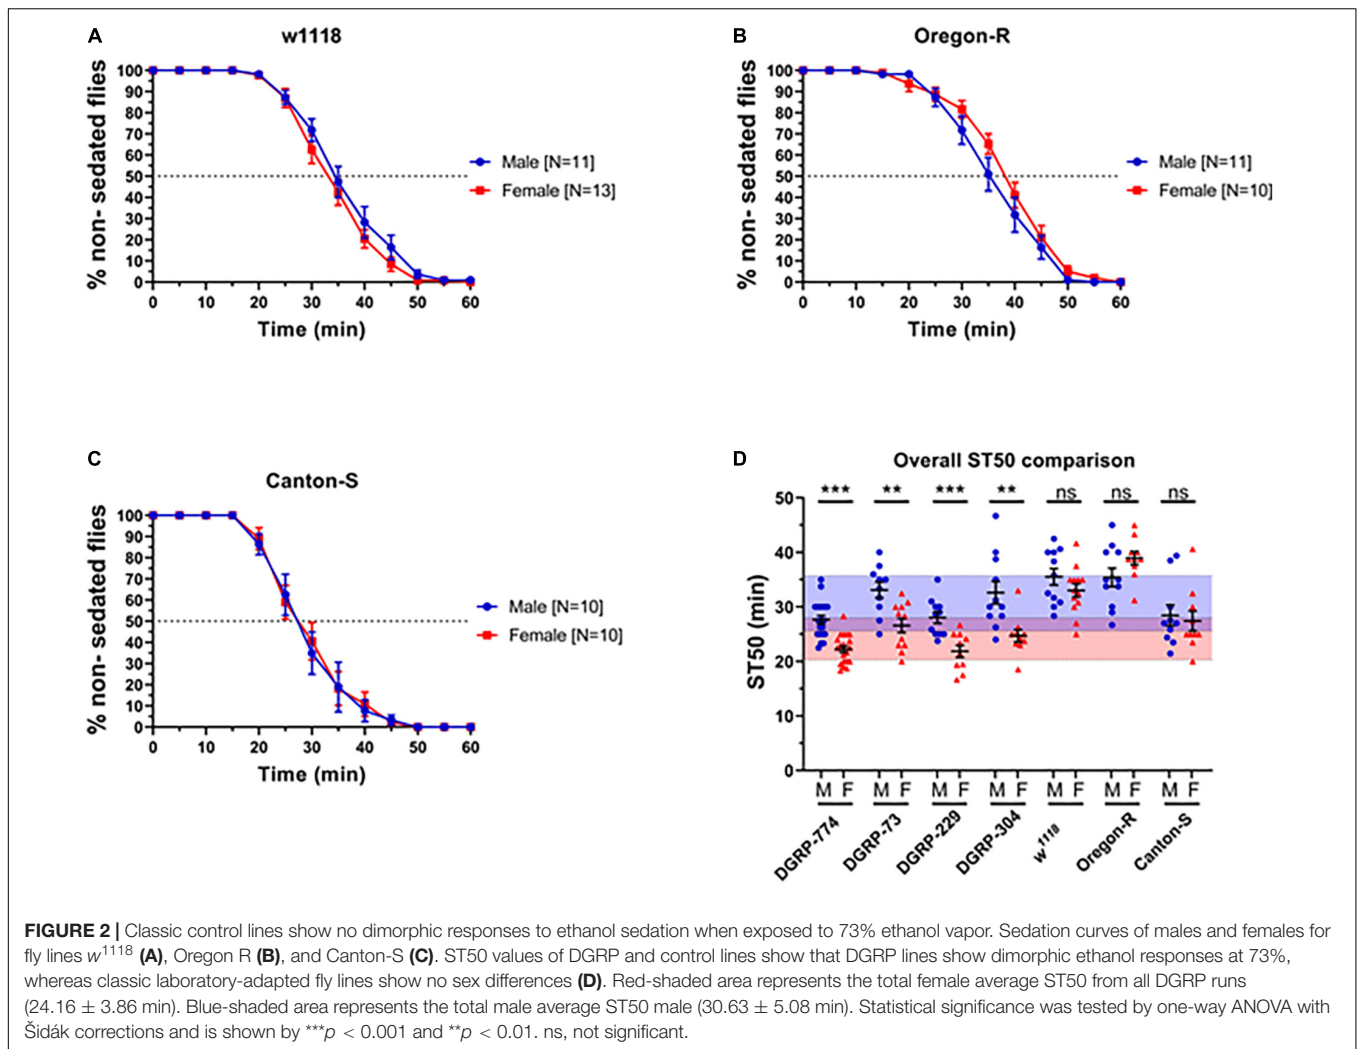 A
w1118
% non- sedated flies
100
90
80
70
60
50
40
30
20
10
0
0 10 20 30 40 50 60
Time (min)
Male [N=11]
Female [N=13]
B
Oregon-R
% non- sedated flies
100
90
80
70
60
50
40
30
20
10
0
0 10 20 30 40 50 60
Time (min)
Male [N=11]
Female [N=10]
C
Canton-S
% non- sedated flies
100
90
80
70
60
50
40
30
20
10
0
0 10 20 30 40 50 60
Time (min)
Male [N=10]
Female [N=10]
D
Overall ST50 comparison
*** ** *** ** ns ns ns
ST50 (min)
50
40
30
20
10
0
M F M F M F M F M F M F M F
DGRP-774 DGRP-73 DGRP-229 DGRP-304 w¹¹¹⁸ Oregon-R Canton-S
FIGURE 2 | Classic control lines show no dimorphic responses to ethanol sedation when exposed to 73% ethanol vapor. Sedation curves of males and females for
fly lines w¹¹¹⁸ (A), Oregon R (B), and Canton-S (C). ST50 values of DGRP and control lines show that DGRP lines show dimorphic ethanol responses at 73%,
whereas classic laboratory-adapted fly lines show no sex differences (D). Red-shaded area represents the total female average ST50 from all DGRP runs
(24.16 ± 3.86 min). Blue-shaded area represents the total male average ST50 male (30.63 ± 5.08 min). Statistical significance was tested by one-way ANOVA with
Šidák corrections and is shown by ***p < 0.001 and **p < 0.01. ns, not significant.